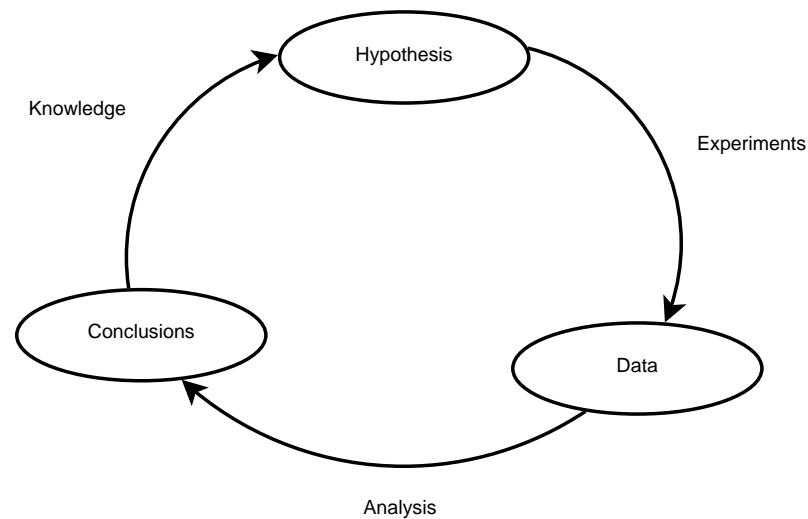 Hypothesis
Knowledge
Experiments
Conclusions
Data
Analysis